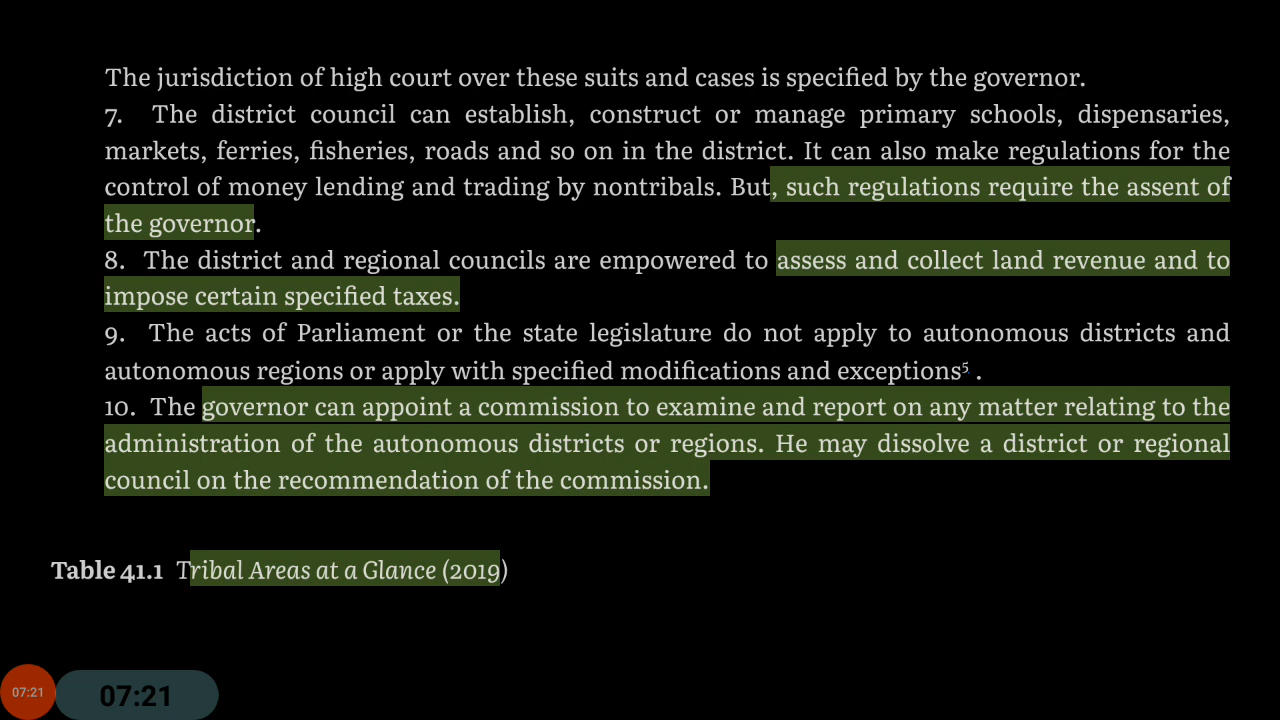 The jurisdiction of high court over these suits and cases is specified by the governor.
7. The district council can establish, construct or manage primary schools, dispensaries,
markets, ferries, fisheries, roads and so on in the district. It can also make regulations for the
control of money lending and trading by nontribals. But, such regulations require the assent of
the governor.
8. The district and regional councils are empowered to assess and collect land revenue and to
impose certain specified taxes.
9. The acts of Parliament or the state legislature do not apply to autonomous districts and
autonomous regions or apply with specified modifications and exceptions⁵ .
10. The governor can appoint a commission to examine and report on any matter relating to the
administration of the autonomous districts or regions. He may dissolve a district or regional
council on the recommendation of the commission.
Table 41.1 Tribal Areas at a Glance (2019)
07:21 07:21